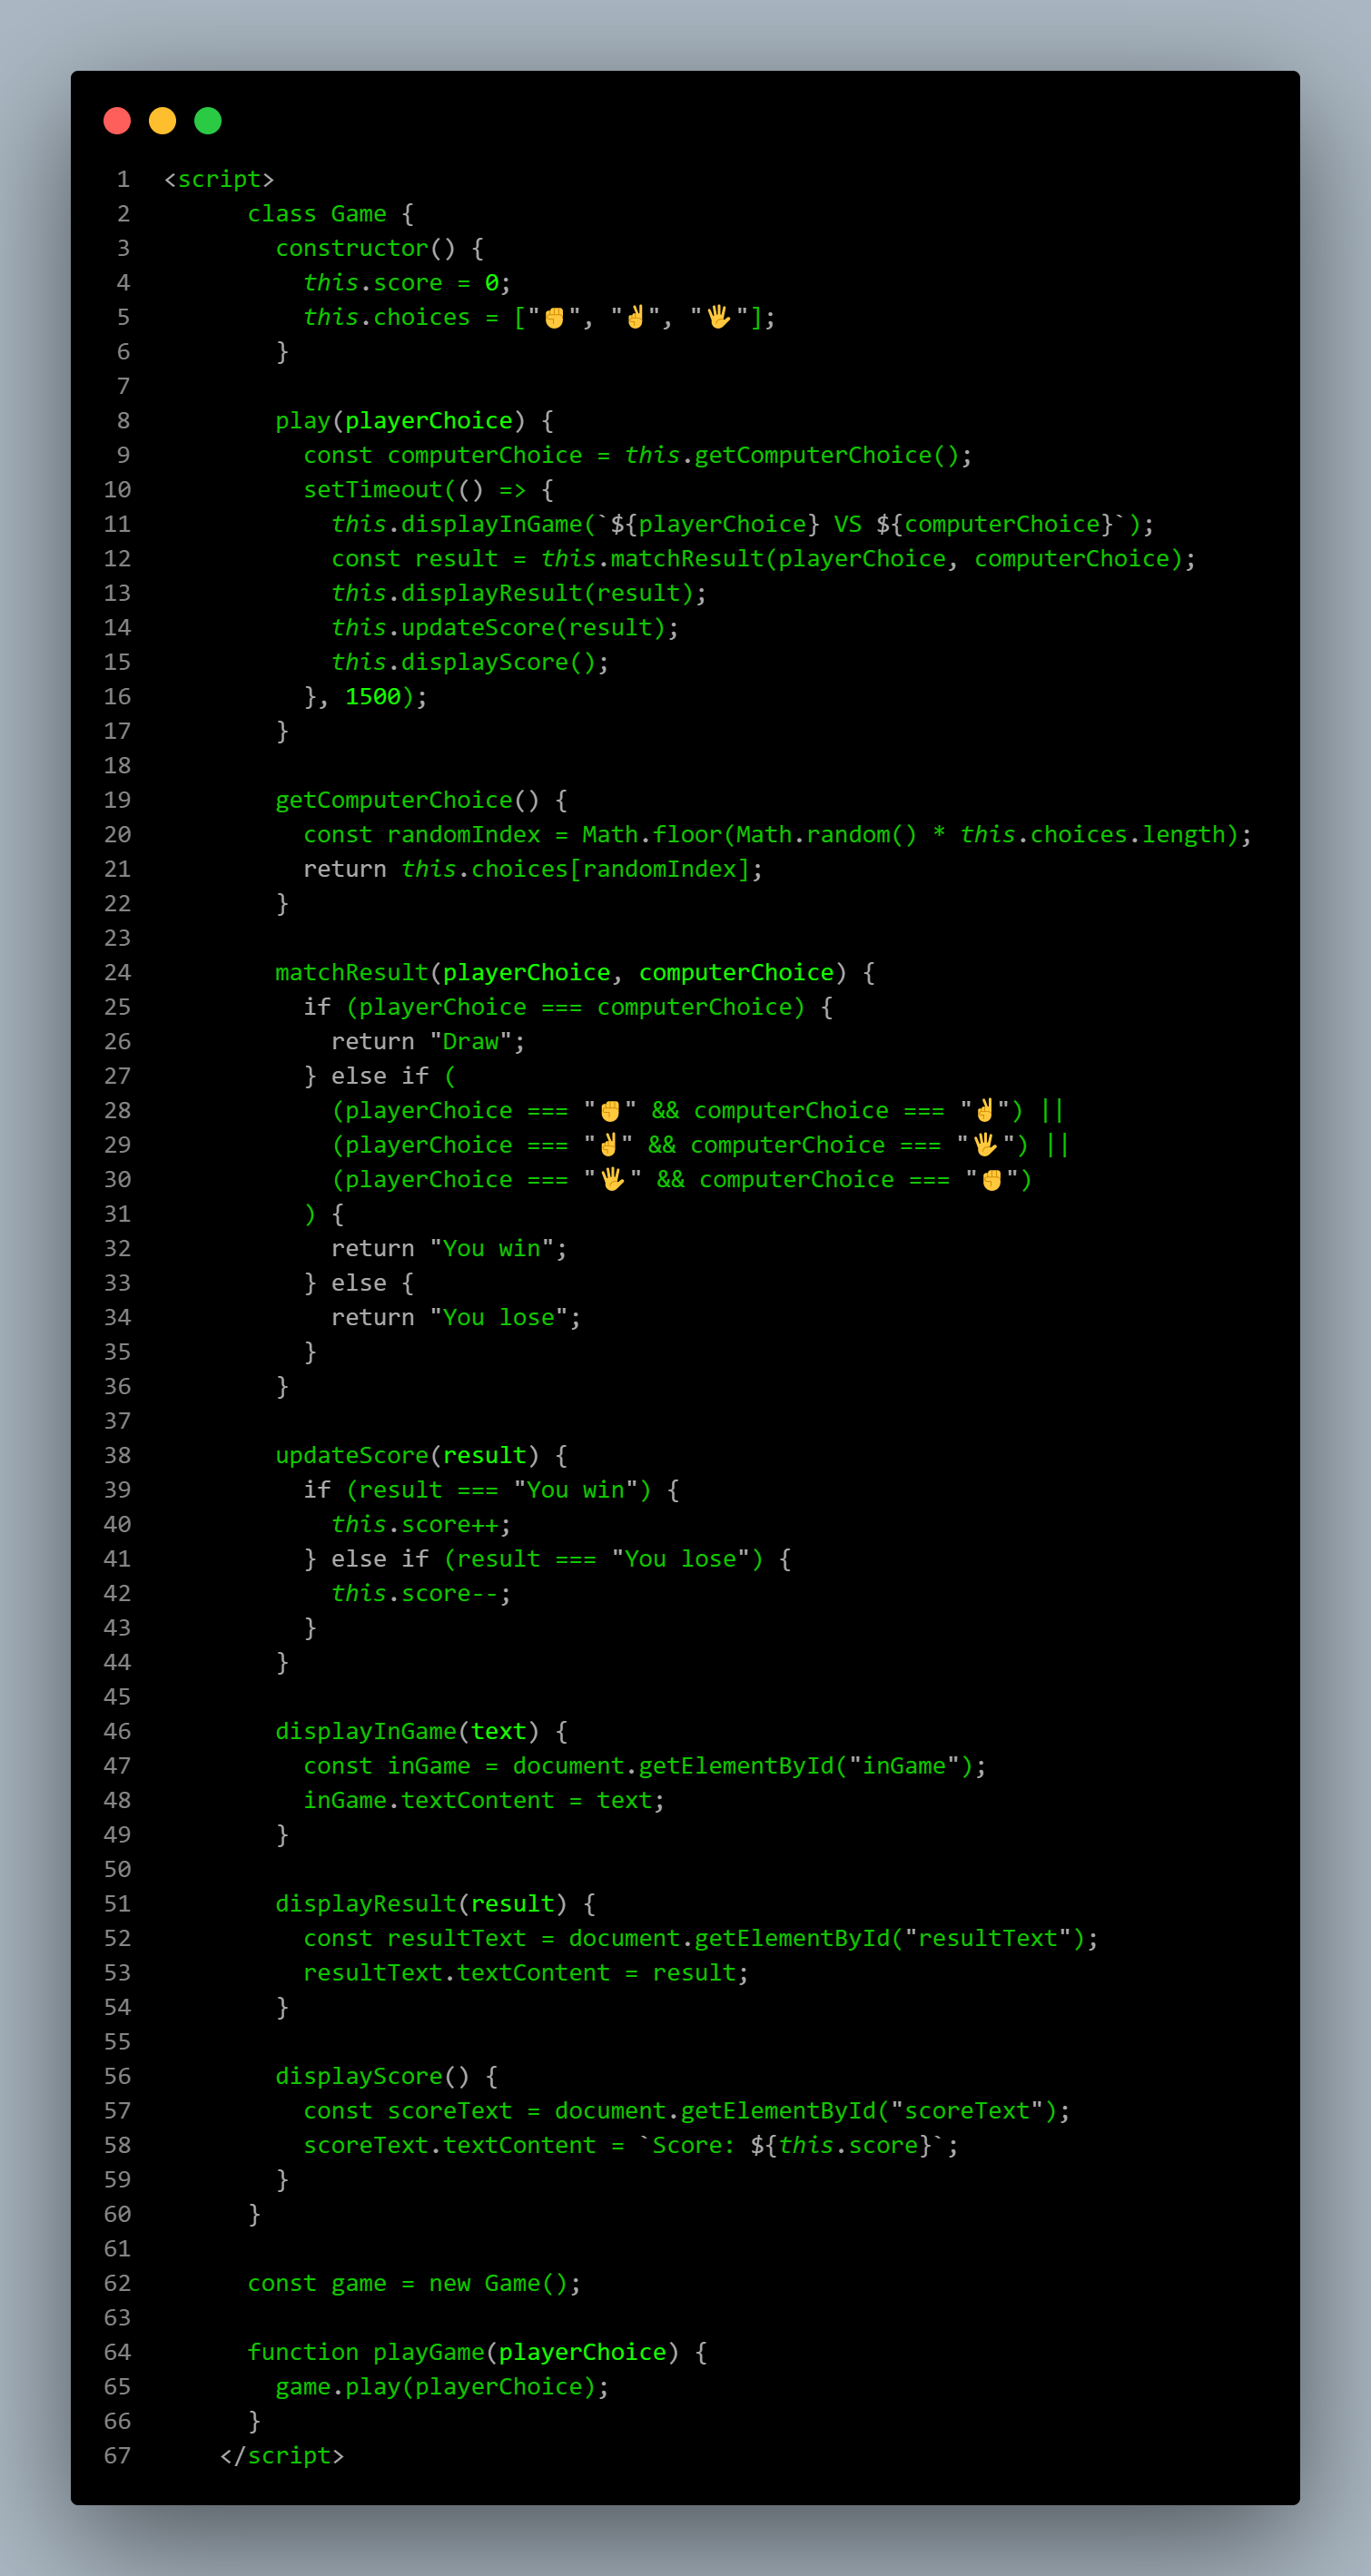 1 <script>
2 class Game {
3 constructor() {
4 this.score = 0;
5 this.choices = ["✊", "✌", "🖐"];
6 }
7
8 play(playerChoice) {
9 const computerChoice = this.getComputerChoice();
10 setTimeout(() => {
11 this.displayInGame(`${playerChoice} VS ${computerChoice}`);
12 const result = this.matchResult(playerChoice, computerChoice);
13 this.displayResult(result);
14 this.updateScore(result);
15 this.displayScore();
16 }, 1500);
17 }
18
19 getComputerChoice() {
20 const randomIndex = Math.floor(Math.random() * this.choices.length);
21 return this.choices[randomIndex];
22 }
23
24 matchResult(playerChoice, computerChoice) {
25 if (playerChoice === computerChoice) {
26 return "Draw";
27 } else if (
28 (playerChoice === "✊" && computerChoice === "✌") ||
29 (playerChoice === "✌" && computerChoice === "🖐") ||
30 (playerChoice === "🖐" && computerChoice === "✊")
31 ) {
32 return "You win";
33 } else {
34 return "You lose";
35 }
36 }
37
38 updateScore(result) {
39 if (result === "You win") {
40 this.score++;
41 } else if (result === "You lose") {
42 this.score--;
43 }
44 }
45
46 displayInGame(text) {
47 const inGame = document.getElementById("inGame");
48 inGame.textContent = text;
49 }
50
51 displayResult(result) {
52 const resultText = document.getElementById("resultText");
53 resultText.textContent = result;
54 }
55
56 displayScore() {
57 const scoreText = document.getElementById("scoreText");
58 scoreText.textContent = `Score: ${this.score}`;
59 }
60 }
61
62 const game = new Game();
63
64 function playGame(playerChoice) {
65 game.play(playerChoice);
66 }
67 </script>